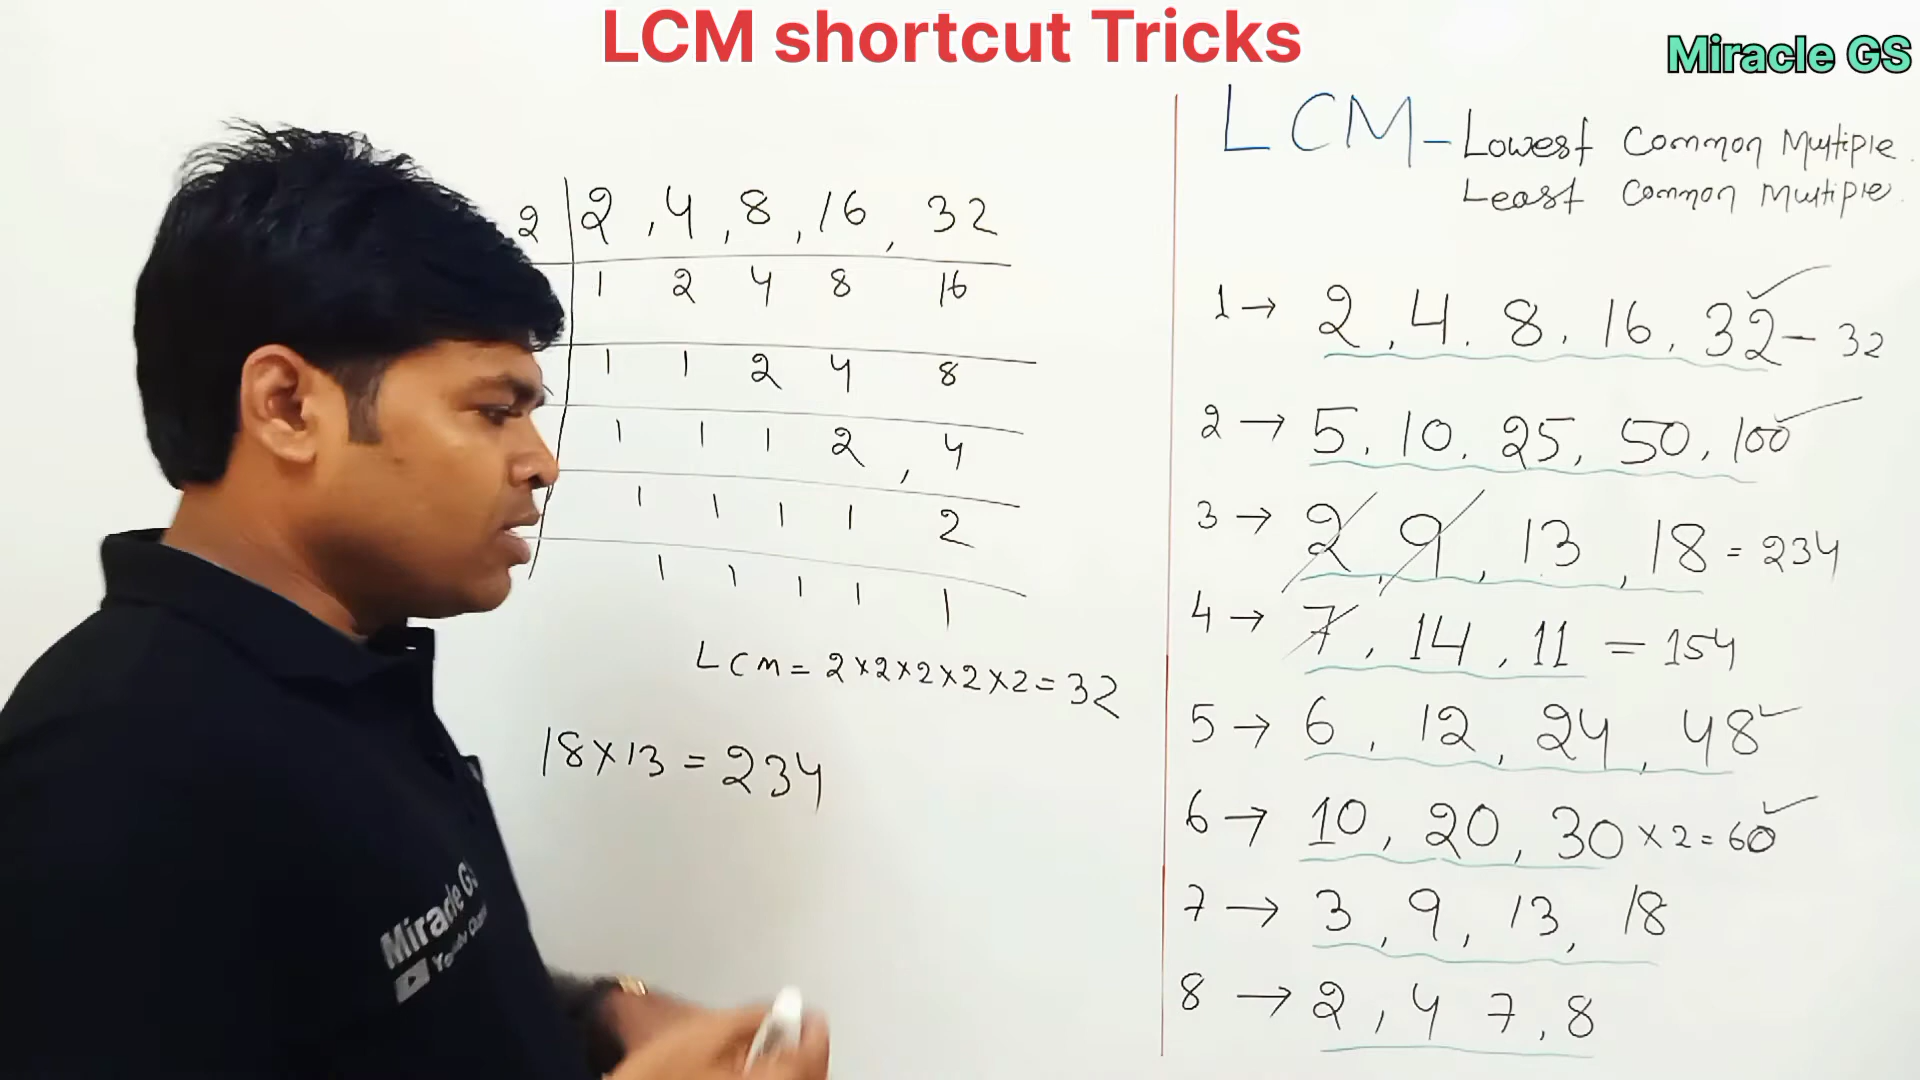 LCM shortcut Tricks
Miracle GS
2 2, 4, 8, 16, 32
1 2 4 8 16
1 1 2 4 8
1 1 1 2, 4
1 1 1 1 2
1 1 1 1 1
LCM = 2×2×2×2×2=32
18×13 = 234
Miracle GS
LCM - Lowest Common Multiple.
Least Common Multiple.
1→ 2, 4. 8, 16, 32 - 32
2→ 5, 10, 25, 50, 100
3→ 2, 9, 13, 18 = 234
4→ 7, 14, 11 = 154
5→ 6, 12, 24, 48
6→ 10, 20, 30 ×2= 60
7→ 3, 9, 13, 18
8→ 2, 4 7, 8